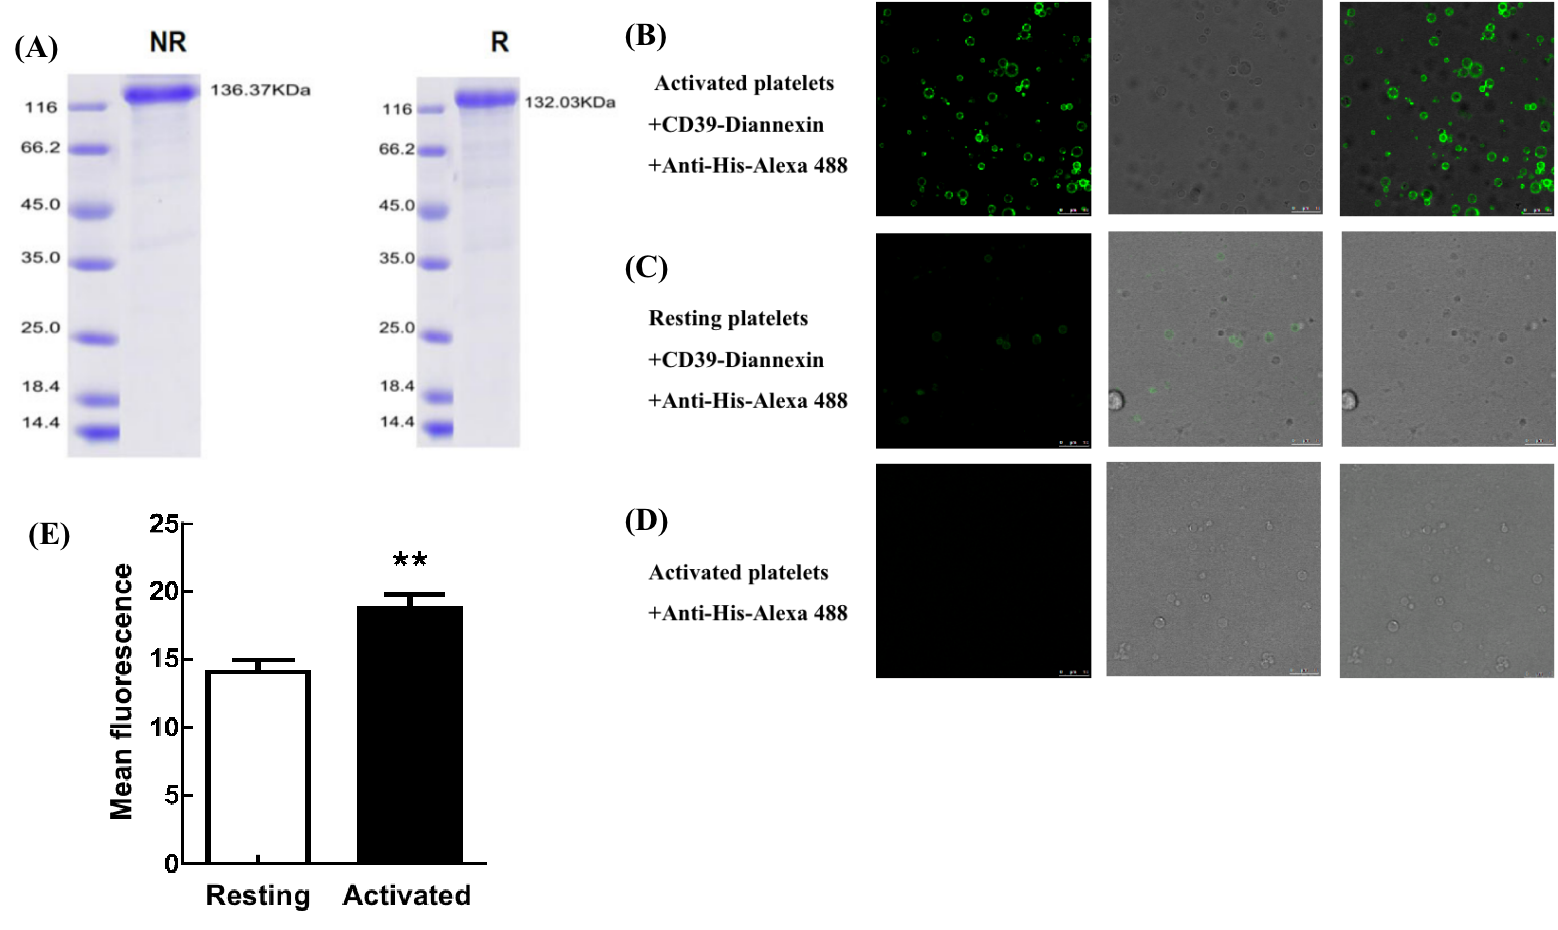 (A)
NR
R
136.37KDa
116
66.2
45.0
35.0
25.0
18.4
14.4
132.03KDa
116
66.2
45.0
35.0
25.0
18.4
14.4
(B)
Activated platelets
+CD39-Diannexin
+Anti-His-Alexa 488
(C)
Resting platelets
+CD39-Diannexin
+Anti-His-Alexa 488
(D)
Activated platelets
+Anti-His-Alexa 488
(E)
Mean fluorescence
25
20
15
10
5
0
**
Resting
Activated